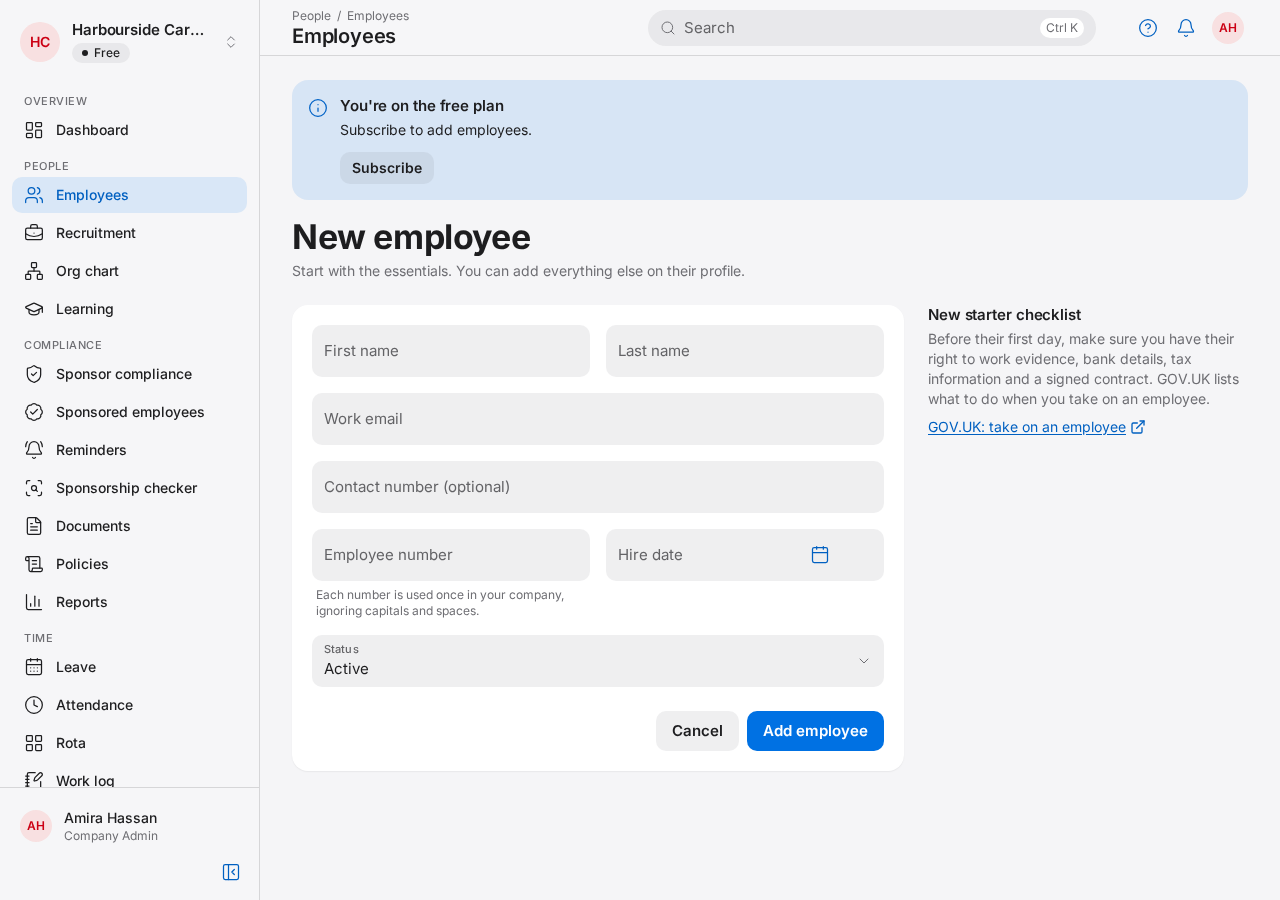 HC
Harbourside Car...
Free
OVERVIEW
Dashboard
PEOPLE
Employees
Recruitment
Org chart
Learning
COMPLIANCE
Sponsor compliance
Sponsored employees
Reminders
Sponsorship checker
Documents
Policies
Reports
TIME
Leave
Attendance
Rota
Work log
AH
Amira Hassan
Company Admin
People / Employees
Employees
Search
Ctrl K
AH
You're on the free plan
Subscribe to add employees.
Subscribe
New employee
Start with the essentials. You can add everything else on their profile.
First name
Last name
Work email
Contact number (optional)
Employee number
Hire date
Each number is used once in your company,
ignoring capitals and spaces.
Status
Active
Cancel
Add employee
New starter checklist
Before their first day, make sure you have their
right to work evidence, bank details, tax
information and a signed contract. GOV.UK lists
what to do when you take on an employee.
GOV.UK: take on an employee